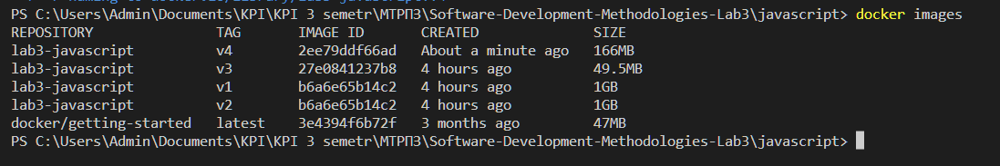 PS C:\Users\Admin\Documents\KPI\KPI 3 semetr\МТРПЗ\Software-Development-Methodologies-Lab3\javascript> docker images
REPOSITORY TAG IMAGE ID CREATED SIZE
lab3-javascript v4 2ee79ddf66ad About a minute ago 166MB
lab3-javascript v3 27e0841237b8 4 hours ago 49.5MB
lab3-javascript v1 b6a6e65b14c2 4 hours ago 1GB
lab3-javascript v2 b6a6e65b14c2 4 hours ago 1GB
docker/getting-started latest 3e4394f6b72f 3 months ago 47MB
PS C:\Users\Admin\Documents\KPI\KPI 3 semetr\МТРПЗ\Software-Development-Methodologies-Lab3\javascript>